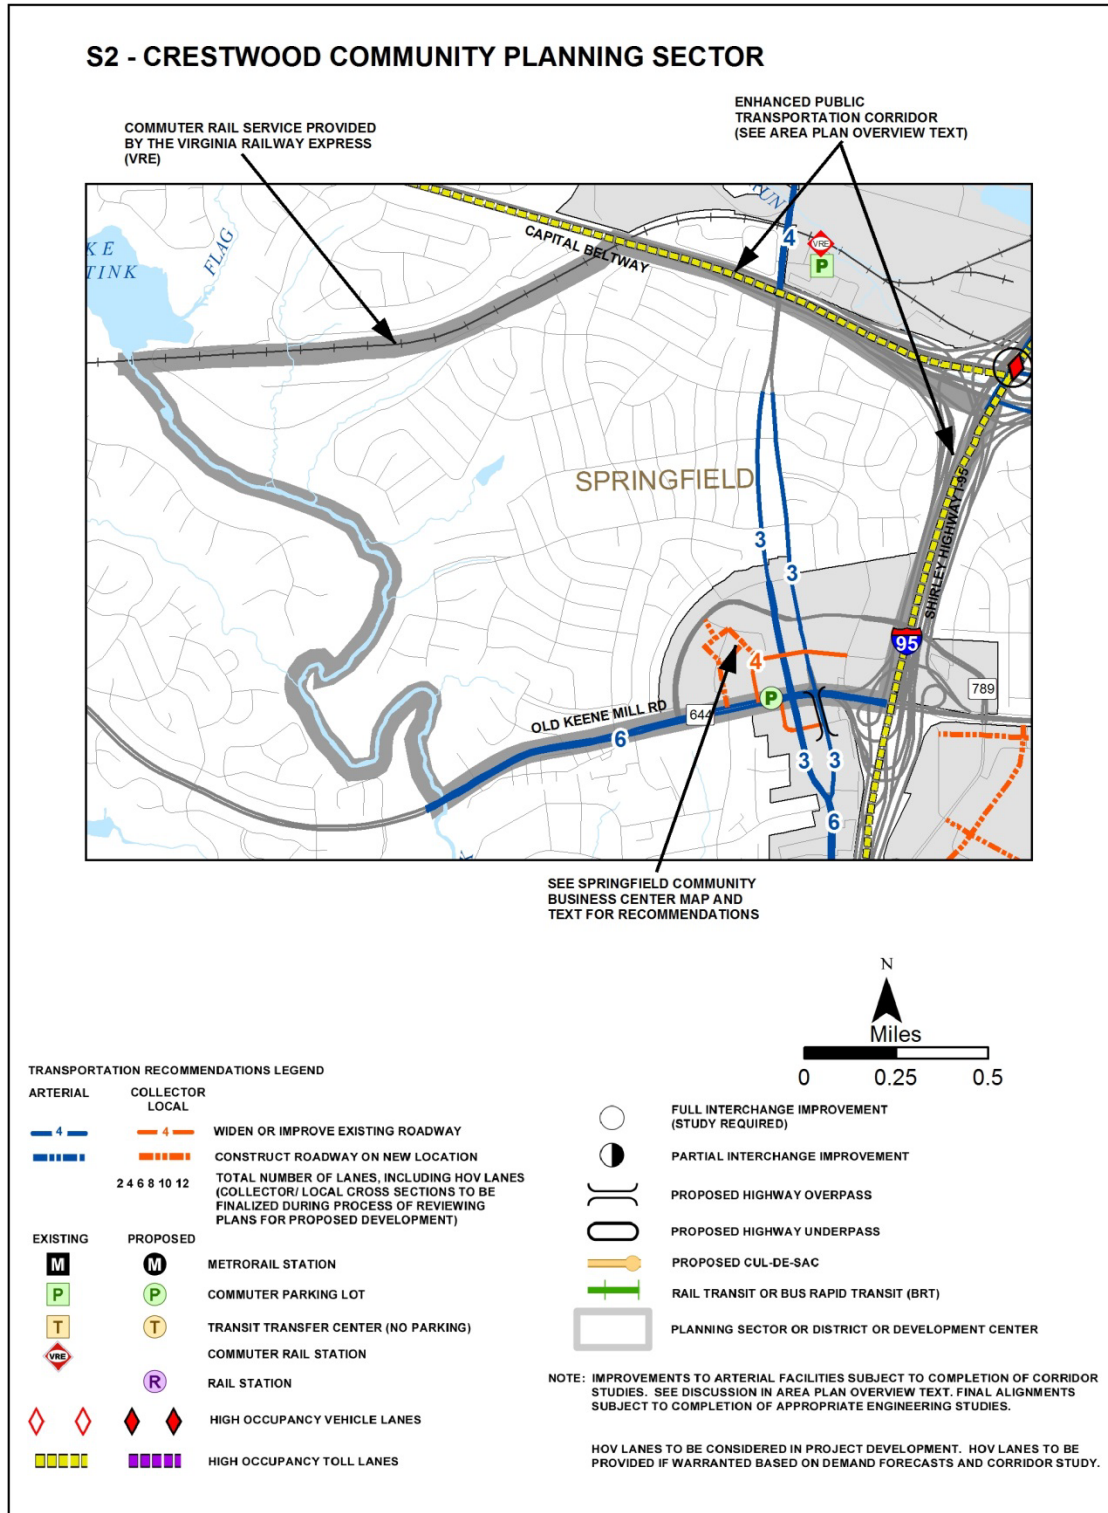 S2 - CRESTWOOD COMMUNITY PLANNING SECTOR
COMMUTER RAIL SERVICE PROVIDED
BY THE VIRGINIA RAILWAY EXPRESS
(VRE)
ENHANCED PUBLIC
TRANSPORTATION CORRIDOR
(SEE AREA PLAN OVERVIEW TEXT)
KE
TINK
FLAG
RUN
CAPITAL BELTWAY
4
VRE
P
SPRINGFIELD
SHIRLEY HIGHWAY I-95
3
3
4
95
789
P
OLD KEENE MILL RD
644
6
3
3
6
K
SEE SPRINGFIELD COMMUNITY
BUSINESS CENTER MAP AND
TEXT FOR RECOMMENDATIONS
N
Miles
0 0.25 0.5
TRANSPORTATION RECOMMENDATIONS LEGEND
ARTERIAL COLLECTOR
LOCAL
4 4 WIDEN OR IMPROVE EXISTING ROADWAY
CONSTRUCT ROADWAY ON NEW LOCATION
2 4 6 8 10 12 TOTAL NUMBER OF LANES, INCLUDING HOV LANES
(COLLECTOR/ LOCAL CROSS SECTIONS TO BE
FINALIZED DURING PROCESS OF REVIEWING
PLANS FOR PROPOSED DEVELOPMENT)
EXISTING PROPOSED
M M METRORAIL STATION
P P COMMUTER PARKING LOT
T T TRANSIT TRANSFER CENTER (NO PARKING)
VRE COMMUTER RAIL STATION
R RAIL STATION
HIGH OCCUPANCY VEHICLE LANES
HIGH OCCUPANCY TOLL LANES
FULL INTERCHANGE IMPROVEMENT
(STUDY REQUIRED)
PARTIAL INTERCHANGE IMPROVEMENT
PROPOSED HIGHWAY OVERPASS
PROPOSED HIGHWAY UNDERPASS
PROPOSED CUL-DE-SAC
RAIL TRANSIT OR BUS RAPID TRANSIT (BRT)
PLANNING SECTOR OR DISTRICT OR DEVELOPMENT CENTER
NOTE: IMPROVEMENTS TO ARTERIAL FACILITIES SUBJECT TO COMPLETION OF CORRIDOR
STUDIES. SEE DISCUSSION IN AREA PLAN OVERVIEW TEXT. FINAL ALIGNMENTS
SUBJECT TO COMPLETION OF APPROPRIATE ENGINEERING STUDIES.
HOV LANES TO BE CONSIDERED IN PROJECT DEVELOPMENT. HOV LANES TO BE
PROVIDED IF WARRANTED BASED ON DEMAND FORECASTS AND CORRIDOR STUDY.